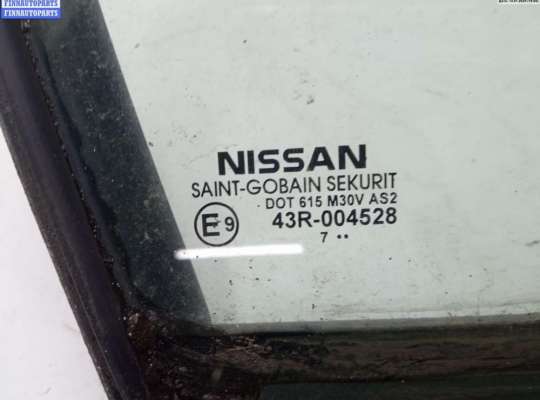 FINNAUTOPARTS
FINNAUTOPARTS
NISSAN
SAINT-GOBAIN SEKURIT
DOT 615 M30V AS2
E9 43R-004528
7 ••